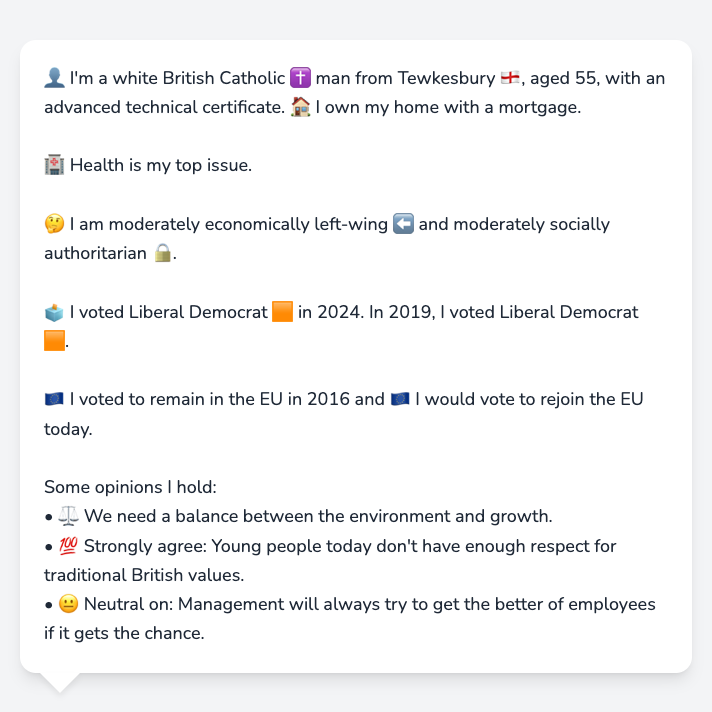 👤 I'm a white British Catholic ✝️ man from Tewkesbury 🏴󠁧󠁢󠁥󠁮󠁧󠁿, aged 55, with an
advanced technical certificate. 🏠 I own my home with a mortgage.
🏥 Health is my top issue.
🤔 I am moderately economically left-wing ⬅️ and moderately socially
authoritarian 🔒.
🗳️ I voted Liberal Democrat 🟧 in 2024. In 2019, I voted Liberal Democrat
🟧.
🇪🇺 I voted to remain in the EU in 2016 and 🇪🇺 I would vote to rejoin the EU
today.
Some opinions I hold:
• ⚖️ We need a balance between the environment and growth.
• 💯 Strongly agree: Young people today don't have enough respect for
traditional British values.
• 😐 Neutral on: Management will always try to get the better of employees
if it gets the chance.